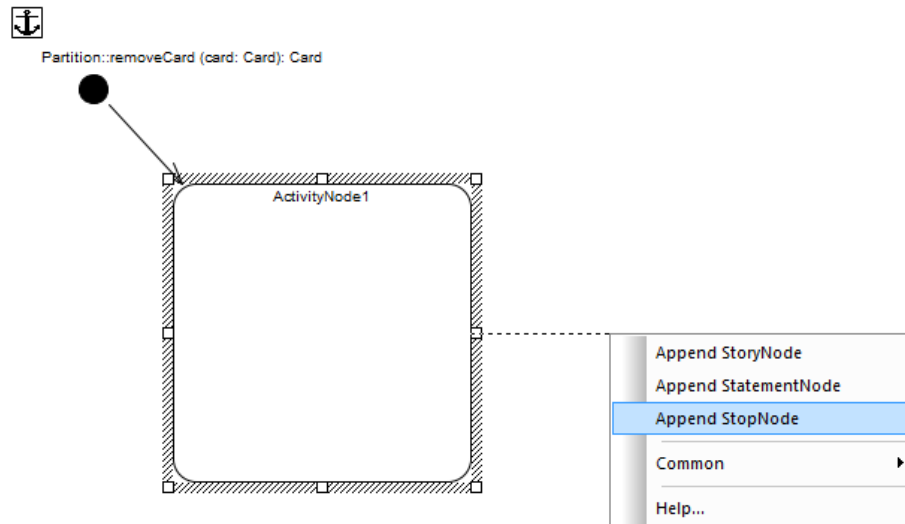 Partition::removeCard (card: Card): Card
ActivityNode1
Append StoryNode
Append StatementNode
Append StopNode
Common
Help...